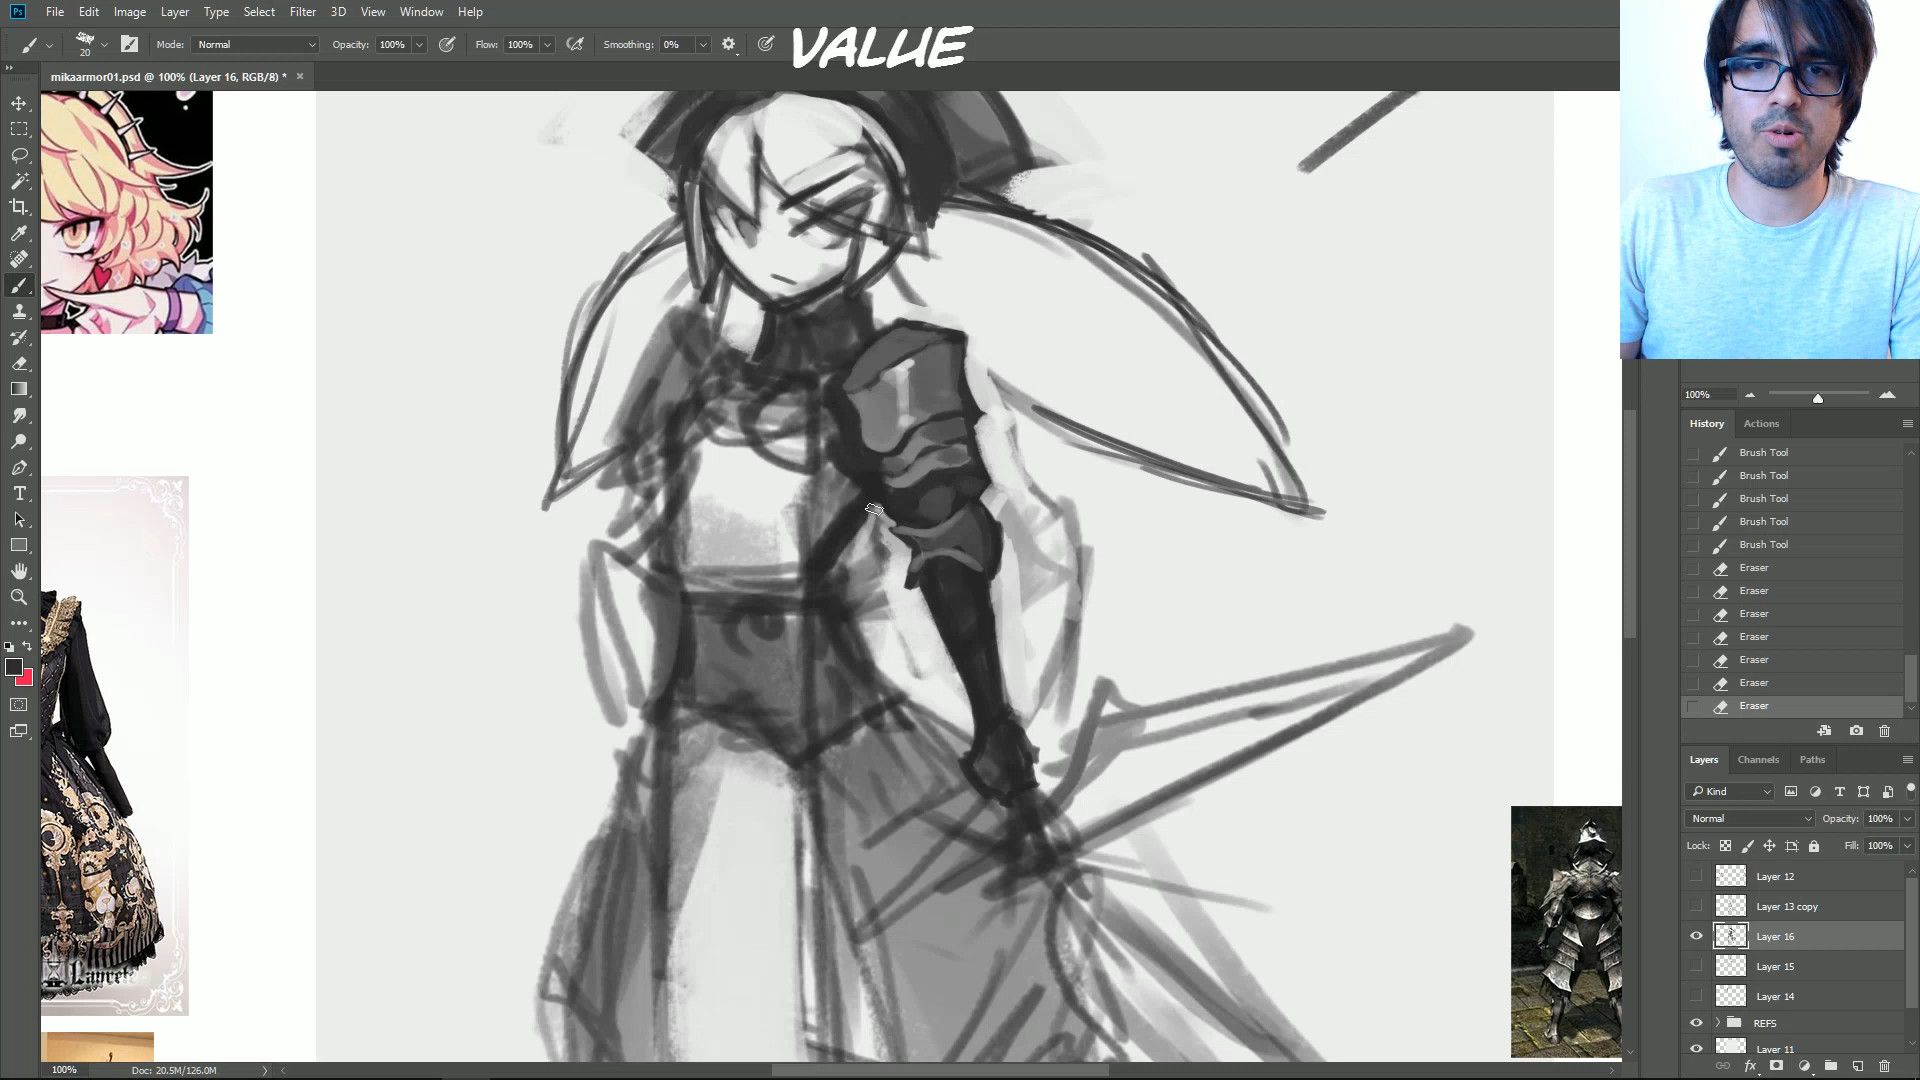 Ps File Edit Image Layer Type Select Filter 3D View Window Help
20 Mode: Normal Opacity: 100% Flow: 100% Smoothing: 0%
VALUE
mikaarmor01.psd @ 100% (Layer 16, RGB/8) *
100%
History Actions
Brush Tool
Brush Tool
Brush Tool
Brush Tool
Brush Tool
Eraser
Eraser
Eraser
Eraser
Eraser
Eraser
Eraser
Layers Channels Paths
Kind
Normal Opacity: 100%
Lock: Fill: 100%
Layer 12
Layer 13 copy
Layer 16
Layer 15
Layer 14
REFS
Layer 11
100% Doc: 20.5M/126.0M